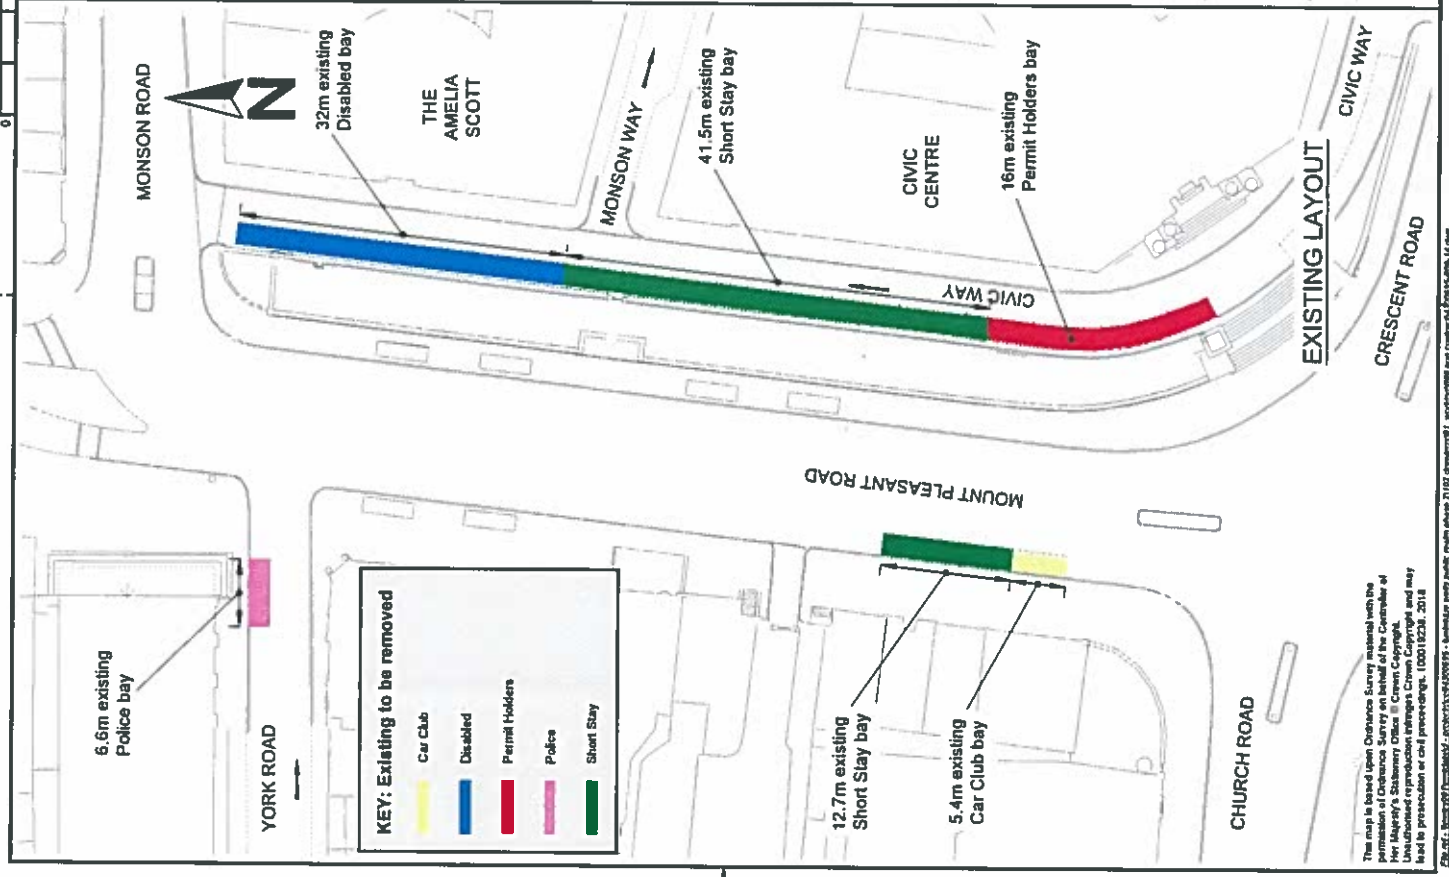 MONSON ROAD
N
32m existing
Disabled bay
THE
AMELIA
SCOTT
MONSON WAY
41.5m existing
Short Stay bay
CIVIC
CENTRE
16m existing
Permit Holders bay
CIVIC WAY
CIVIC WAY
EXISTING LAYOUT
CRESCENT ROAD
MOUNT PLEASANT ROAD
6.6m existing
Police bay
YORK ROAD
KEY: Existing to be removed
Car Club
Disabled
Permit Holders
Police
Short Stay
12.7m existing
Short Stay bay
5.4m existing
Car Club bay
CHURCH ROAD
This map is based upon Ordnance Survey material with the
permission of Ordnance Survey on behalf of the Controller of
Her Majesty's Stationery Office © Crown Copyright.
Unauthorised reproduction infringes Crown Copyright and may
lead to prosecution or civil proceedings. 100019238. 2018